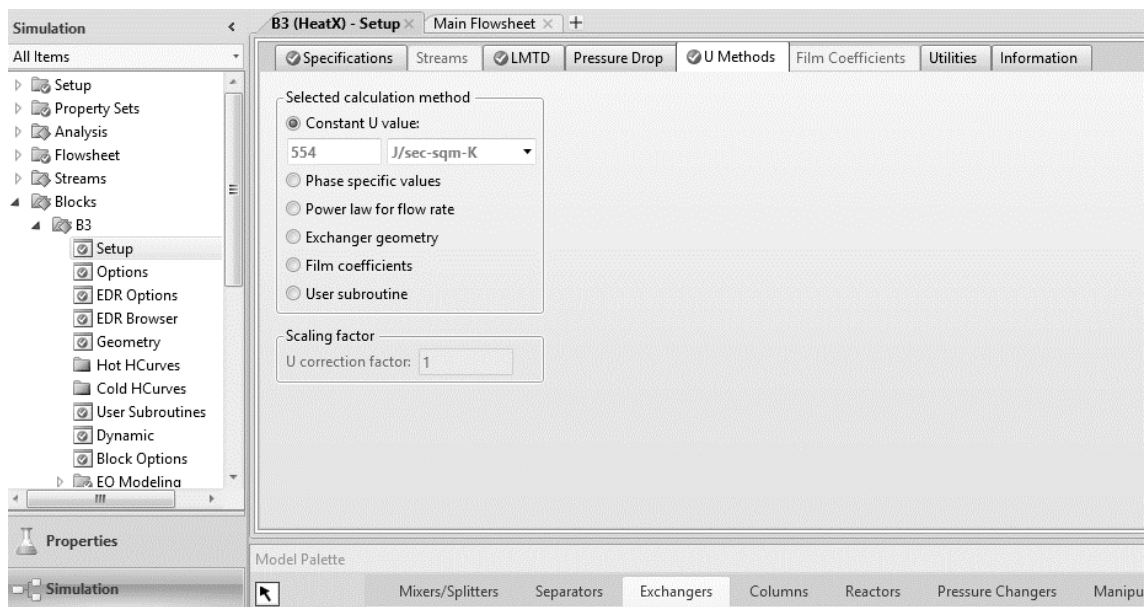 Simulation
All Items
Setup
Property Sets
Analysis
Flowsheet
Streams
Blocks
B3
Setup
Options
EDR Options
EDR Browser
Geometry
Hot HCurves
Cold HCurves
User Subroutines
Dynamic
Block Options
EO Modeling
Properties
Simulation
B3 (HeatX) - Setup Main Flowsheet +
Specifications Streams LMTD Pressure Drop U Methods Film Coefficients Utilities Information
Selected calculation method
Constant U value:
554 J/sec-sqm-K
Phase specific values
Power law for flow rate
Exchanger geometry
Film coefficients
User subroutine
Scaling factor
U correction factor: 1
Model Palette
Mixers/Splitters Separators Exchangers Columns Reactors Pressure Changers Manipu